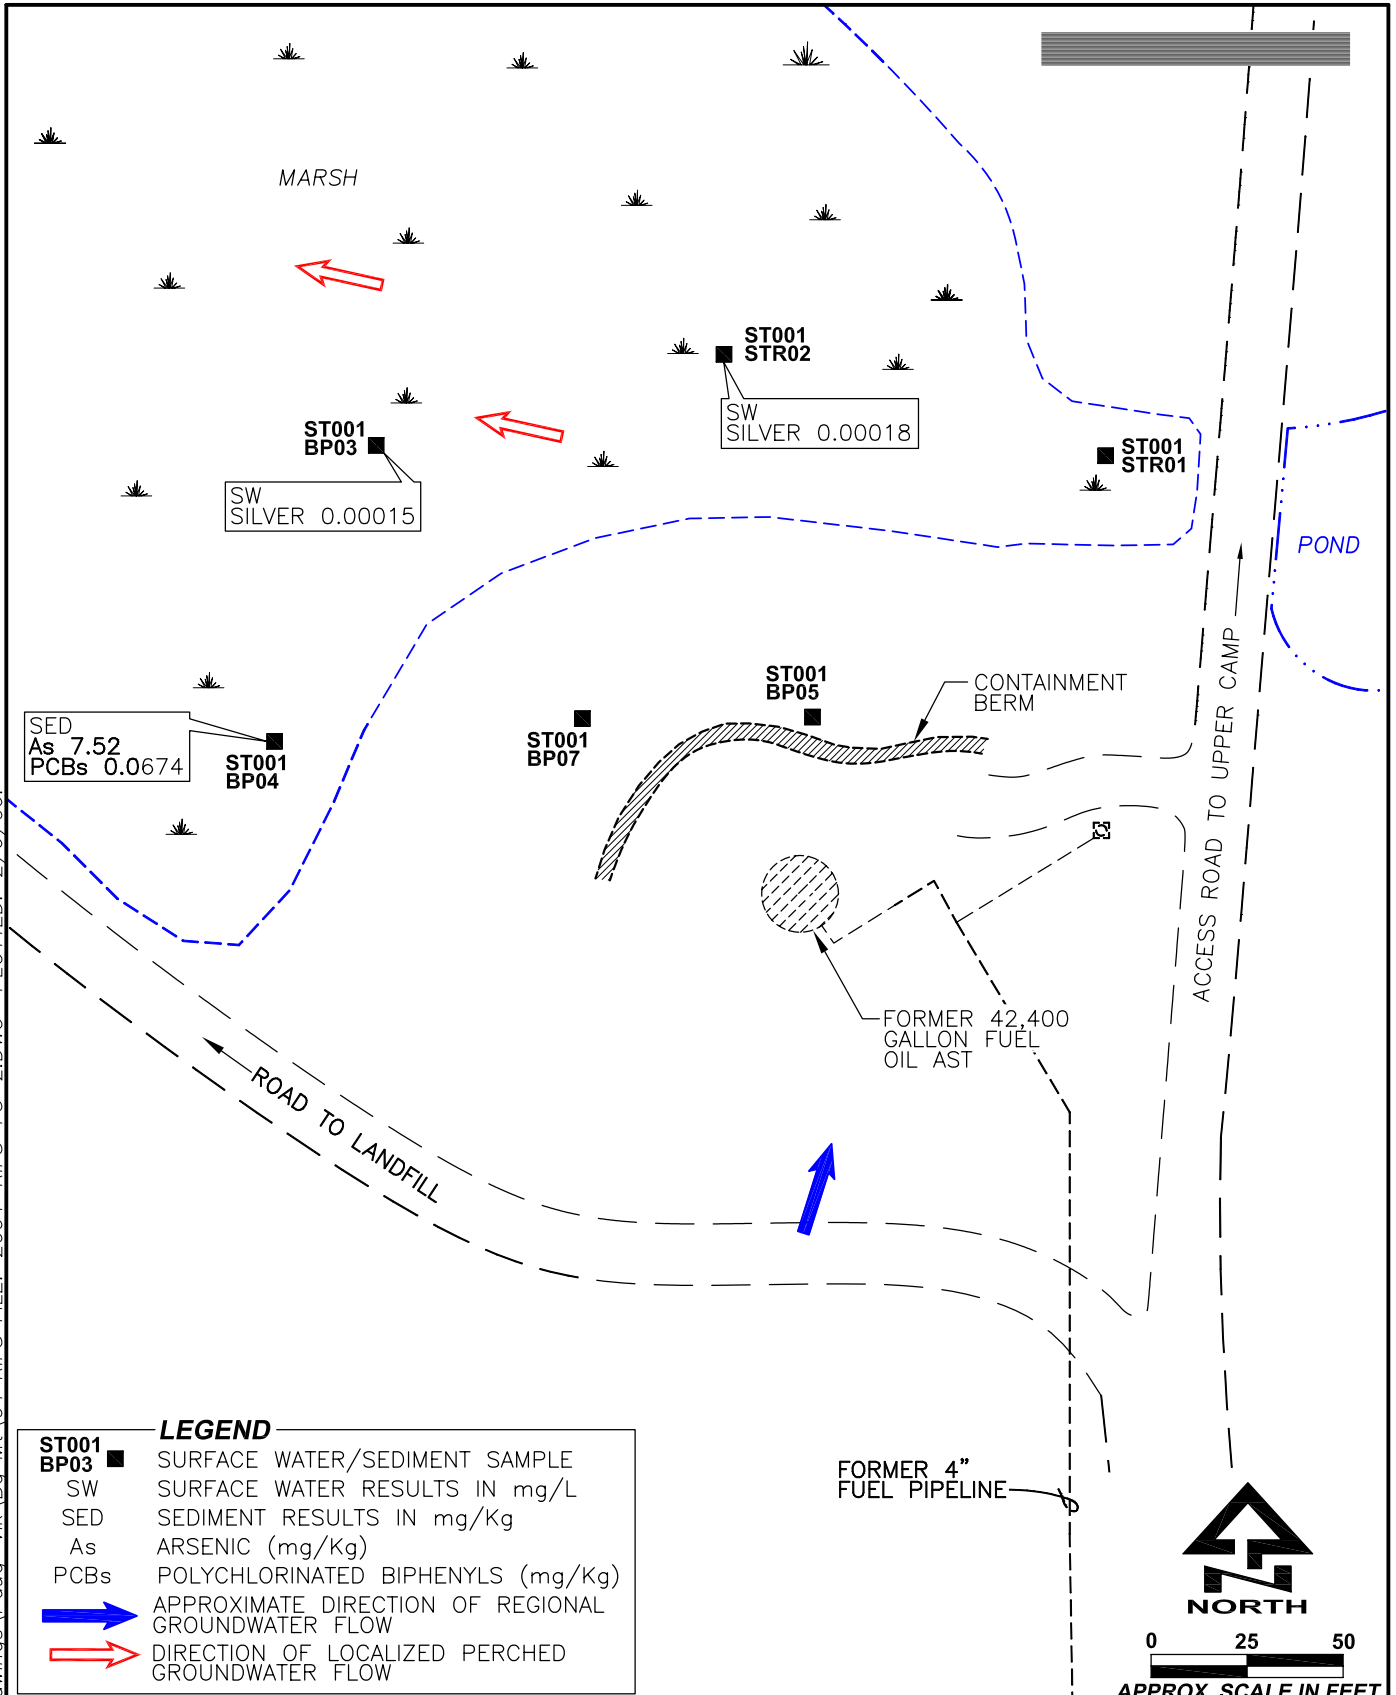 MARSH
ST001
STR02
SW
SILVER 0.00018
ST001
BP03
SW
SILVER 0.00015
ST001
STR01
POND
ST001
BP05
CONTAINMENT
BERM
SED
As 7.52
PCBs 0.0674
ST001
BP04
ST001
BP07
ACCESS ROAD TO UPPER CAMP
FORMER 42,400
GALLON FUEL
OIL AST
ROAD TO LANDFILL
FORMER 4”
FUEL PIPELINE
LEGEND
ST001
BP03
SURFACE WATER/SEDIMENT SAMPLE
SW SURFACE WATER RESULTS IN mg/L
SED SEDIMENT RESULTS IN mg/Kg
As ARSENIC (mg/Kg)
PCBs POLYCHLORINATED BIPHENYLS (mg/Kg)
APPROXIMATE DIRECTION OF REGIONAL
GROUNDWATER FLOW
DIRECTION OF LOCALIZED PERCHED
GROUNDWATER FLOW
NORTH
0 25 50
APPROX. SCALE IN FEET